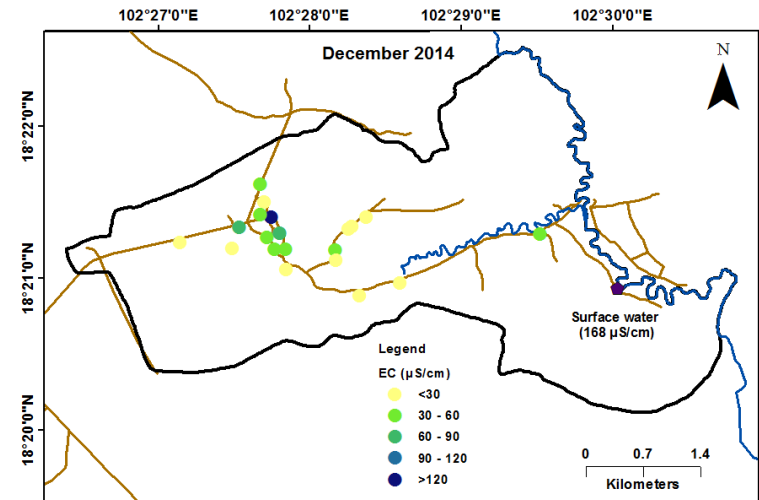 102°27'0"E 102°28'0"E 102°29'0"E 102°30'0"E
December 2014
N
18°22'0"N
18°21'0"N
18°20'0"N
Surface water
(168 µS/cm)
Legend
EC (µS/cm)
<30
30 - 60
60 - 90
90 - 120
>120
0 0.7 1.4
Kilometers